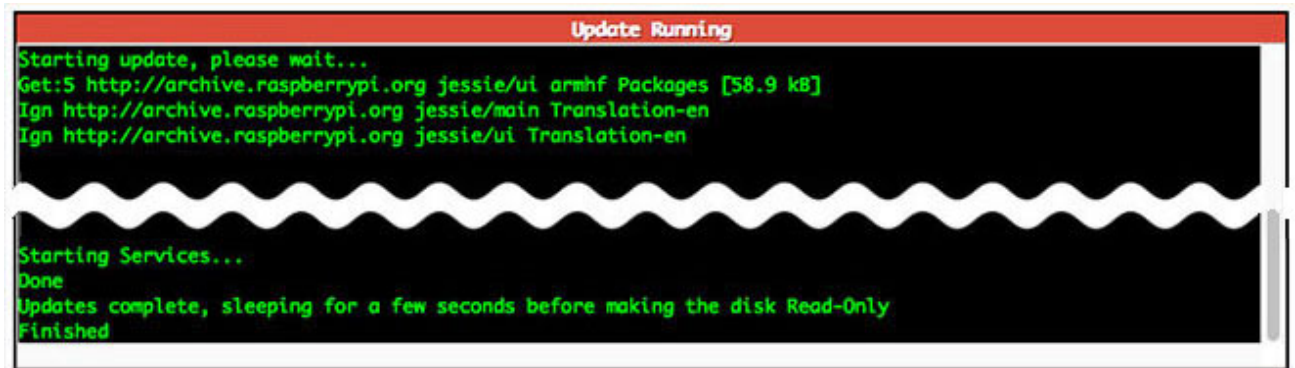 Update Running
Starting update, please wait...
Get:5 http://archive.raspberrypi.org jessie/ui armhf Packages [58.9 kB]
Ign http://archive.raspberrypi.org jessie/main Translation-en
Ign http://archive.raspberrypi.org jessie/ui Translation-en
Starting Services...
Done
Updates complete, sleeping for a few seconds before making the disk Read-Only
Finished